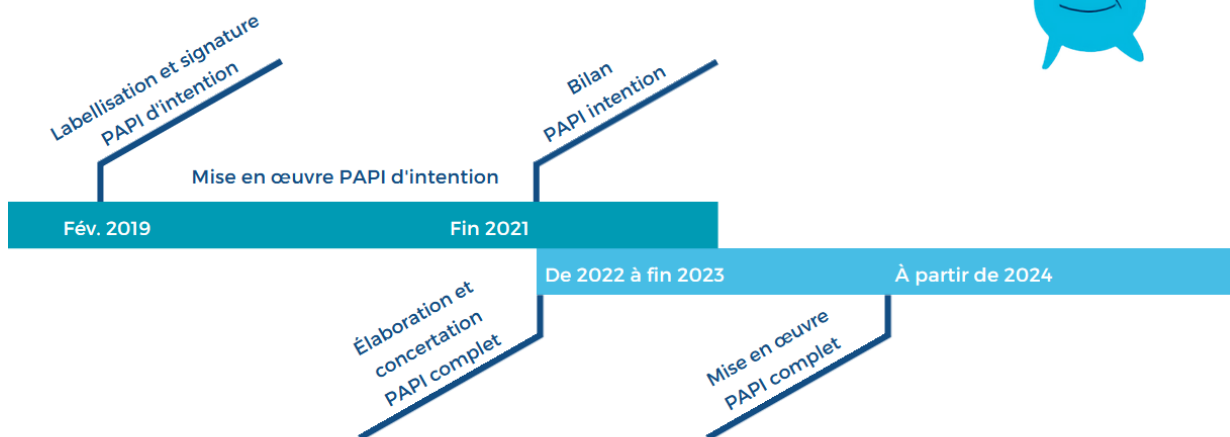 Labellisation et signature
PAPI d'intention
Bilan
PAPI intention
Mise en œuvre PAPI d'intention
Fév. 2019
Fin 2021
De 2022 à fin 2023
À partir de 2024
Élaboration et
concertation
PAPI complet
Mise en œuvre
PAPI complet